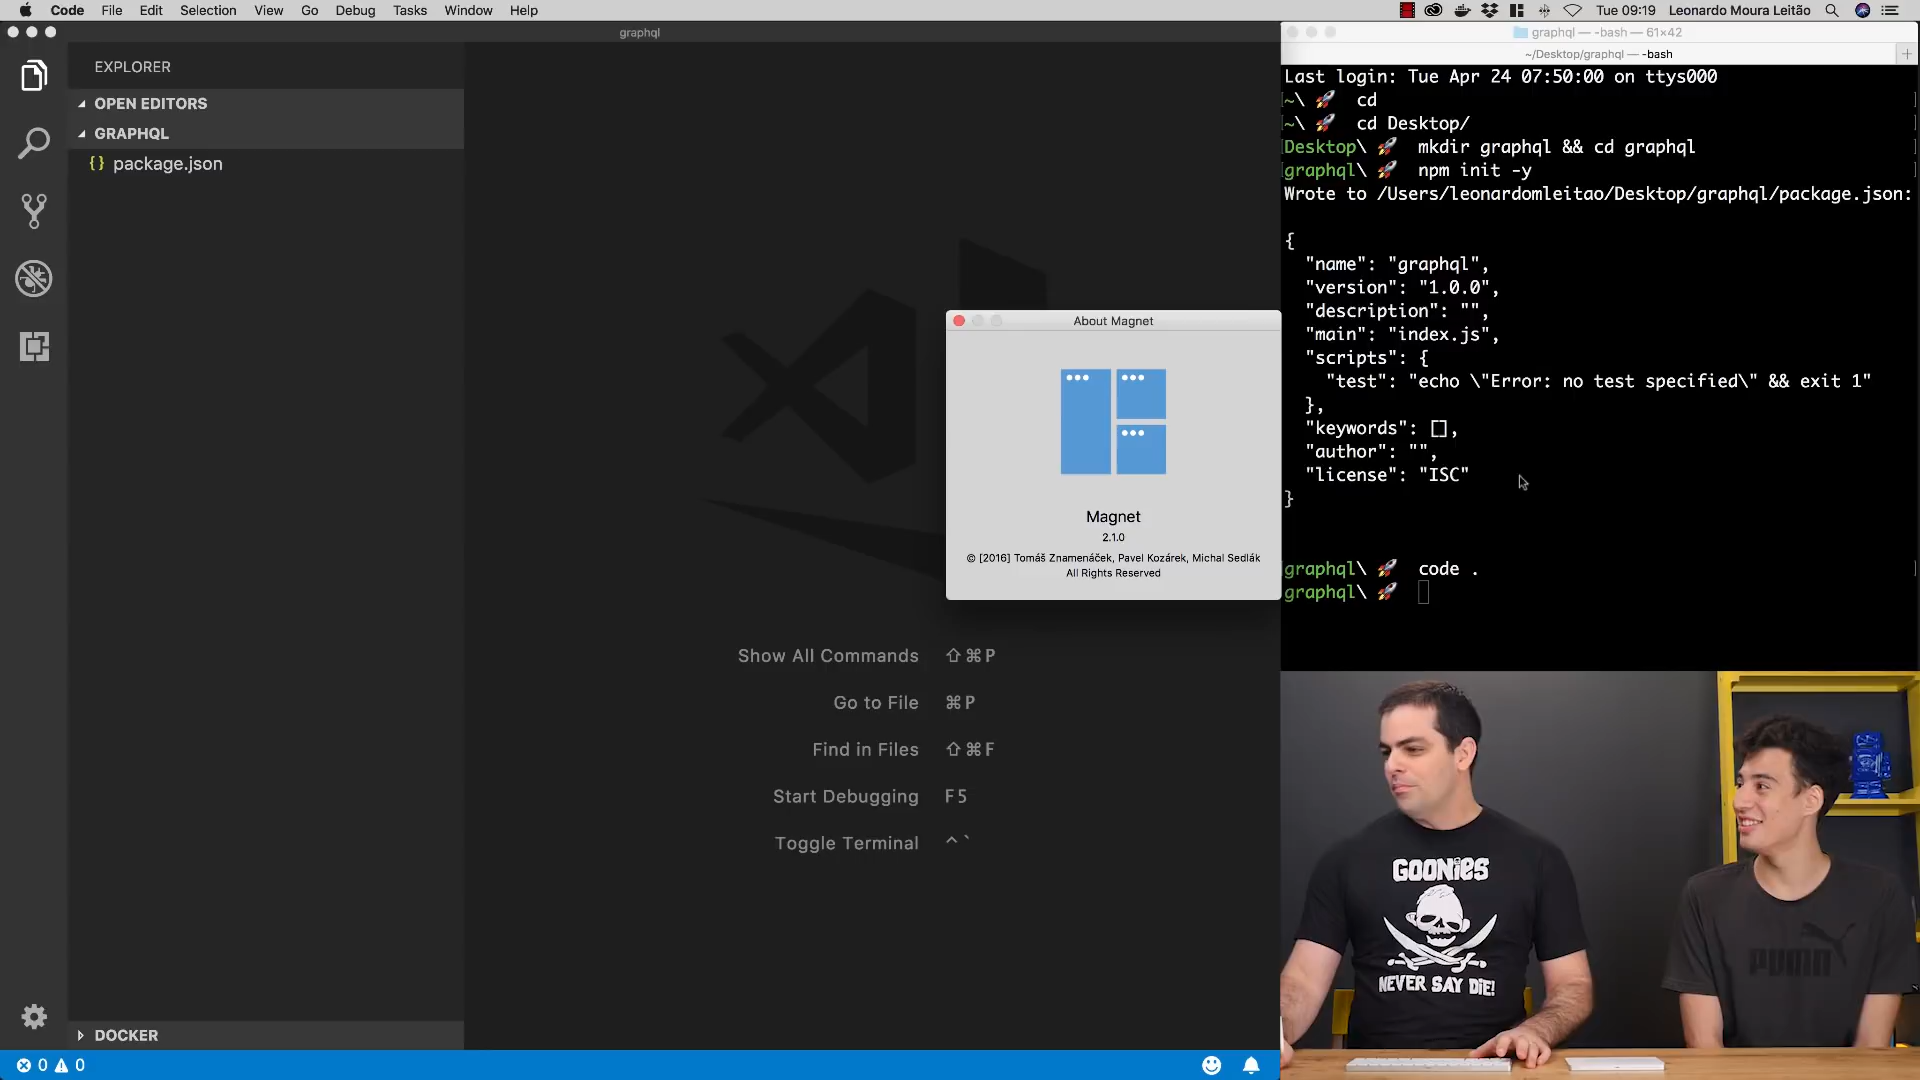 Code File Edit Selection View Go Debug Tasks Window Help
Tue 09:19 Leonardo Moura Leitão
graphql
EXPLORER
OPEN EDITORS
GRAPHQL
{} package.json
Show All Commands ⇧⌘P
Go to File ⌘P
Find in Files ⇧⌘F
Start Debugging F5
Toggle Terminal ^`
DOCKER
0 0
About Magnet
Magnet
2.1.0
© [2016] Tomáš Znamenáček, Pavel Kozárek, Michal Sedlák
All Rights Reserved
graphql — -bash — 61×42
~/Desktop/graphql — -bash
Last login: Tue Apr 24 07:50:00 on ttys000
~\ 🚀 cd
~\ 🚀 cd Desktop/
Desktop\ 🚀 mkdir graphql && cd graphql
graphql\ 🚀 npm init -y
Wrote to /Users/leonardomleitao/Desktop/graphql/package.json:
{
"name": "graphql",
"version": "1.0.0",
"description": "",
"main": "index.js",
"scripts": {
"test": "echo \"Error: no test specified\" && exit 1"
},
"keywords": [],
"author": "",
"license": "ISC"
}
graphql\ 🚀 code .
graphql\ 🚀
GOONiES
NEVER SAY DiE!
PUMA